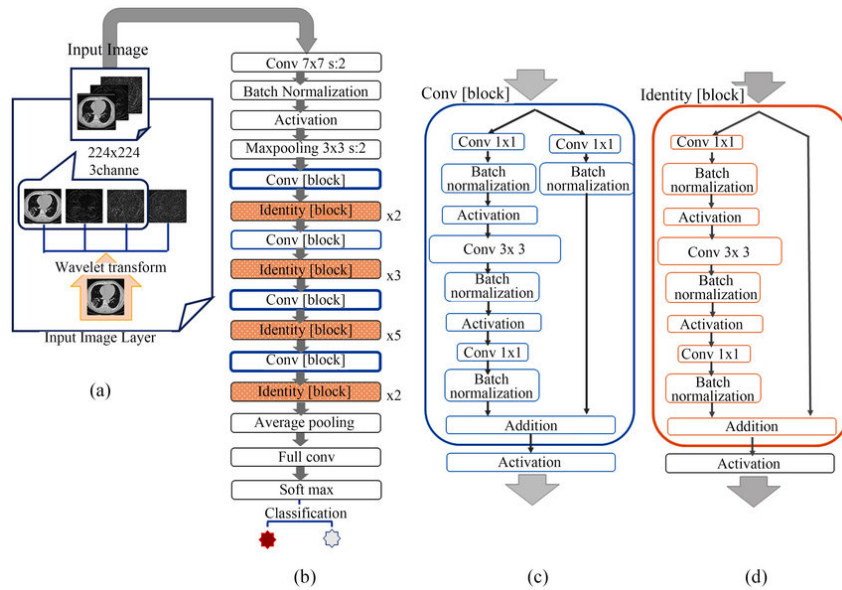 Input Image
224x224
3channe
Wavelet transform
Input Image Layer
(a)
Conv 7x7 s:2
Batch Normalization
Activation
Maxpooling 3x3 s:2
Conv [block]
Identity [block]
x2
Conv [block]
Identity [block]
x3
Conv [block]
Identity [block]
x5
Conv [block]
Identity [block]
x2
Average pooling
Full conv
Soft max
Classification
(b)
Conv [block]
Conv 1x1
Conv 1x1
Batch
normalization
Batch
normalization
Activation
Conv 3x 3
Batch
normalization
Activation
Conv 1x1
Batch
normalization
Addition
Activation
(c)
Identity [block]
Conv 1x1
Batch
normalization
Activation
Conv 3x 3
Batch
normalization
Activation
Conv 1x1
Batch
normalization
Addition
Activation
(d)